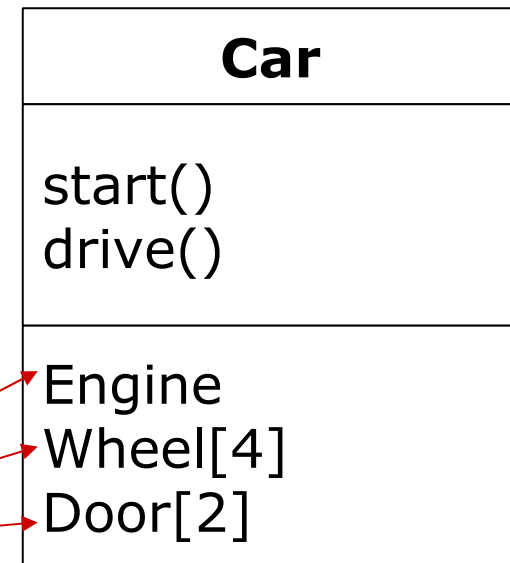 Car
start()
drive()
Engine
Wheel[4]
Door[2]